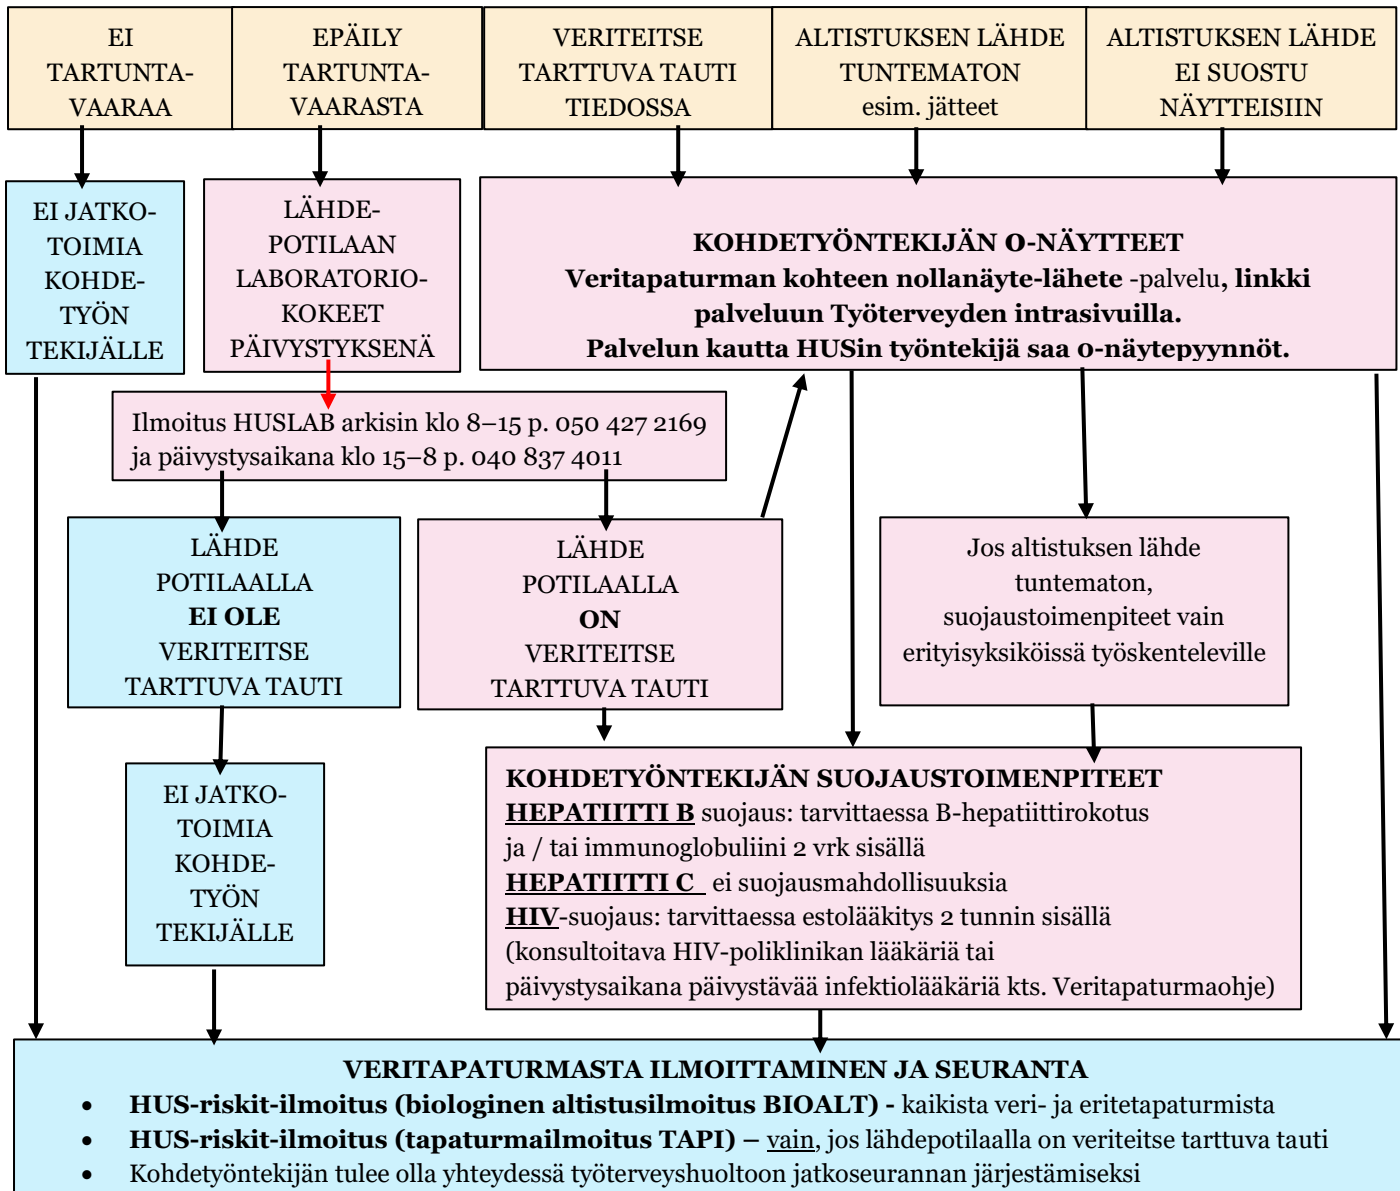 EI
TARTUNTA-
VAARAA
EPÄILY
TARTUNTA-
VAARASTA
VERITEITSE
TARTTUVA TAUTI
TIEDOSSA
ALTISTUKSEN LÄHDE
TUNTEMATON
esim. jätteet
ALTISTUKSEN LÄHDE
EI SUOSTU
NÄYTTEISIIN
EI JATKO-
TOIMIA
KOHDE-
TYÖN
TEKIJÄLLE
LÄHDE-
POTILAAN
LABORATORIO-
KOKEET
PÄIVYSTYKSENÄ
KOHDETYÖNTEKIJÄN 0-NÄYTTEET
Veritapaturman kohteen nollanäyte-lähete -palvelu, linkki
palveluun Työterveyden intrasivuilla.
Palvelun kautta HUSin työntekijä saa 0-näytepyynnöt.
Ilmoitus HUSLAB arkisin klo 8–15 p. 050 427 2169
ja päivystysaikana klo 15–8 p. 040 837 4011
LÄHDE
POTILAALLA
EI OLE
VERITEITSE
TARTTUVA TAUTI
LÄHDE
POTILAALLA
ON
VERITEITSE
TARTTUVA TAUTI
Jos altistuksen lähde
tuntematon,
suojaustoimenpiteet vain
erityisyksiköissä työskenteleville
EI JATKO-
TOIMIA
KOHDE-
TYÖN
TEKIJÄLLE
KOHDETYÖNTEKIJÄN SUOJAUSTOIMENPITEET
HEPATIITTI B suojaus: tarvittaessa B-hepatiittirokotus
ja / tai immunoglobuliini 2 vrk sisällä
HEPATIITTI C ei suojausmahdollisuuksia
HIV-suojaus: tarvittaessa estolääkitys 2 tunnin sisällä
(konsultoitava HIV-poliklinikan lääkäriä tai
päivystysaikana päivystävää infektiolääkäriä kts. Veritapaturmaohje)
VERITAPATURMASTA ILMOITTAMINEN JA SEURANTA
• HUS-riskit-ilmoitus (biologinen altistusilmoitus BIOALT) - kaikista veri- ja eritetapaturmista
• HUS-riskit-ilmoitus (tapaturmailmoitus TAPI) – vain, jos lähdepotilaalla on veriteitse tarttuva tauti
• Kohdetyöntekijän tulee olla yhteydessä työterveyshuoltoon jatkoseurannan järjestämiseksi